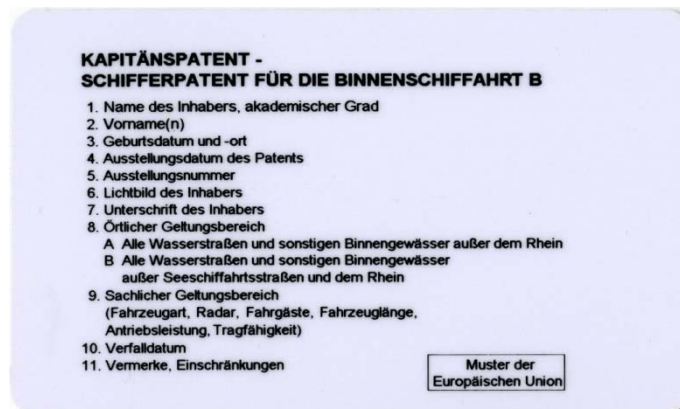 KAPITÄNSPATENT -
SCHIFFERPATENT FÜR DIE BINNENSCHIFFAHRT B
1. Name des Inhabers, akademischer Grad
2. Vorname(n)
3. Geburtsdatum und -ort
4. Ausstellungsdatum des Patents
5. Ausstellungsnummer
6. Lichtbild des Inhabers
7. Unterschrift des Inhabers
8. Örtlicher Geltungsbereich
A Alle Wasserstraßen und sonstigen Binnengewässer außer dem Rhein
B Alle Wasserstraßen und sonstigen Binnengewässer
außer Seeschiffahrtsstraßen und dem Rhein
9. Sachlicher Geltungsbereich
(Fahrzeugart, Radar, Fahrgäste, Fahrzeuglänge,
Antriebsleistung, Tragfähigkeit)
10. Verfalldatum
11. Vermerke, Einschränkungen
Muster der
Europäischen Union